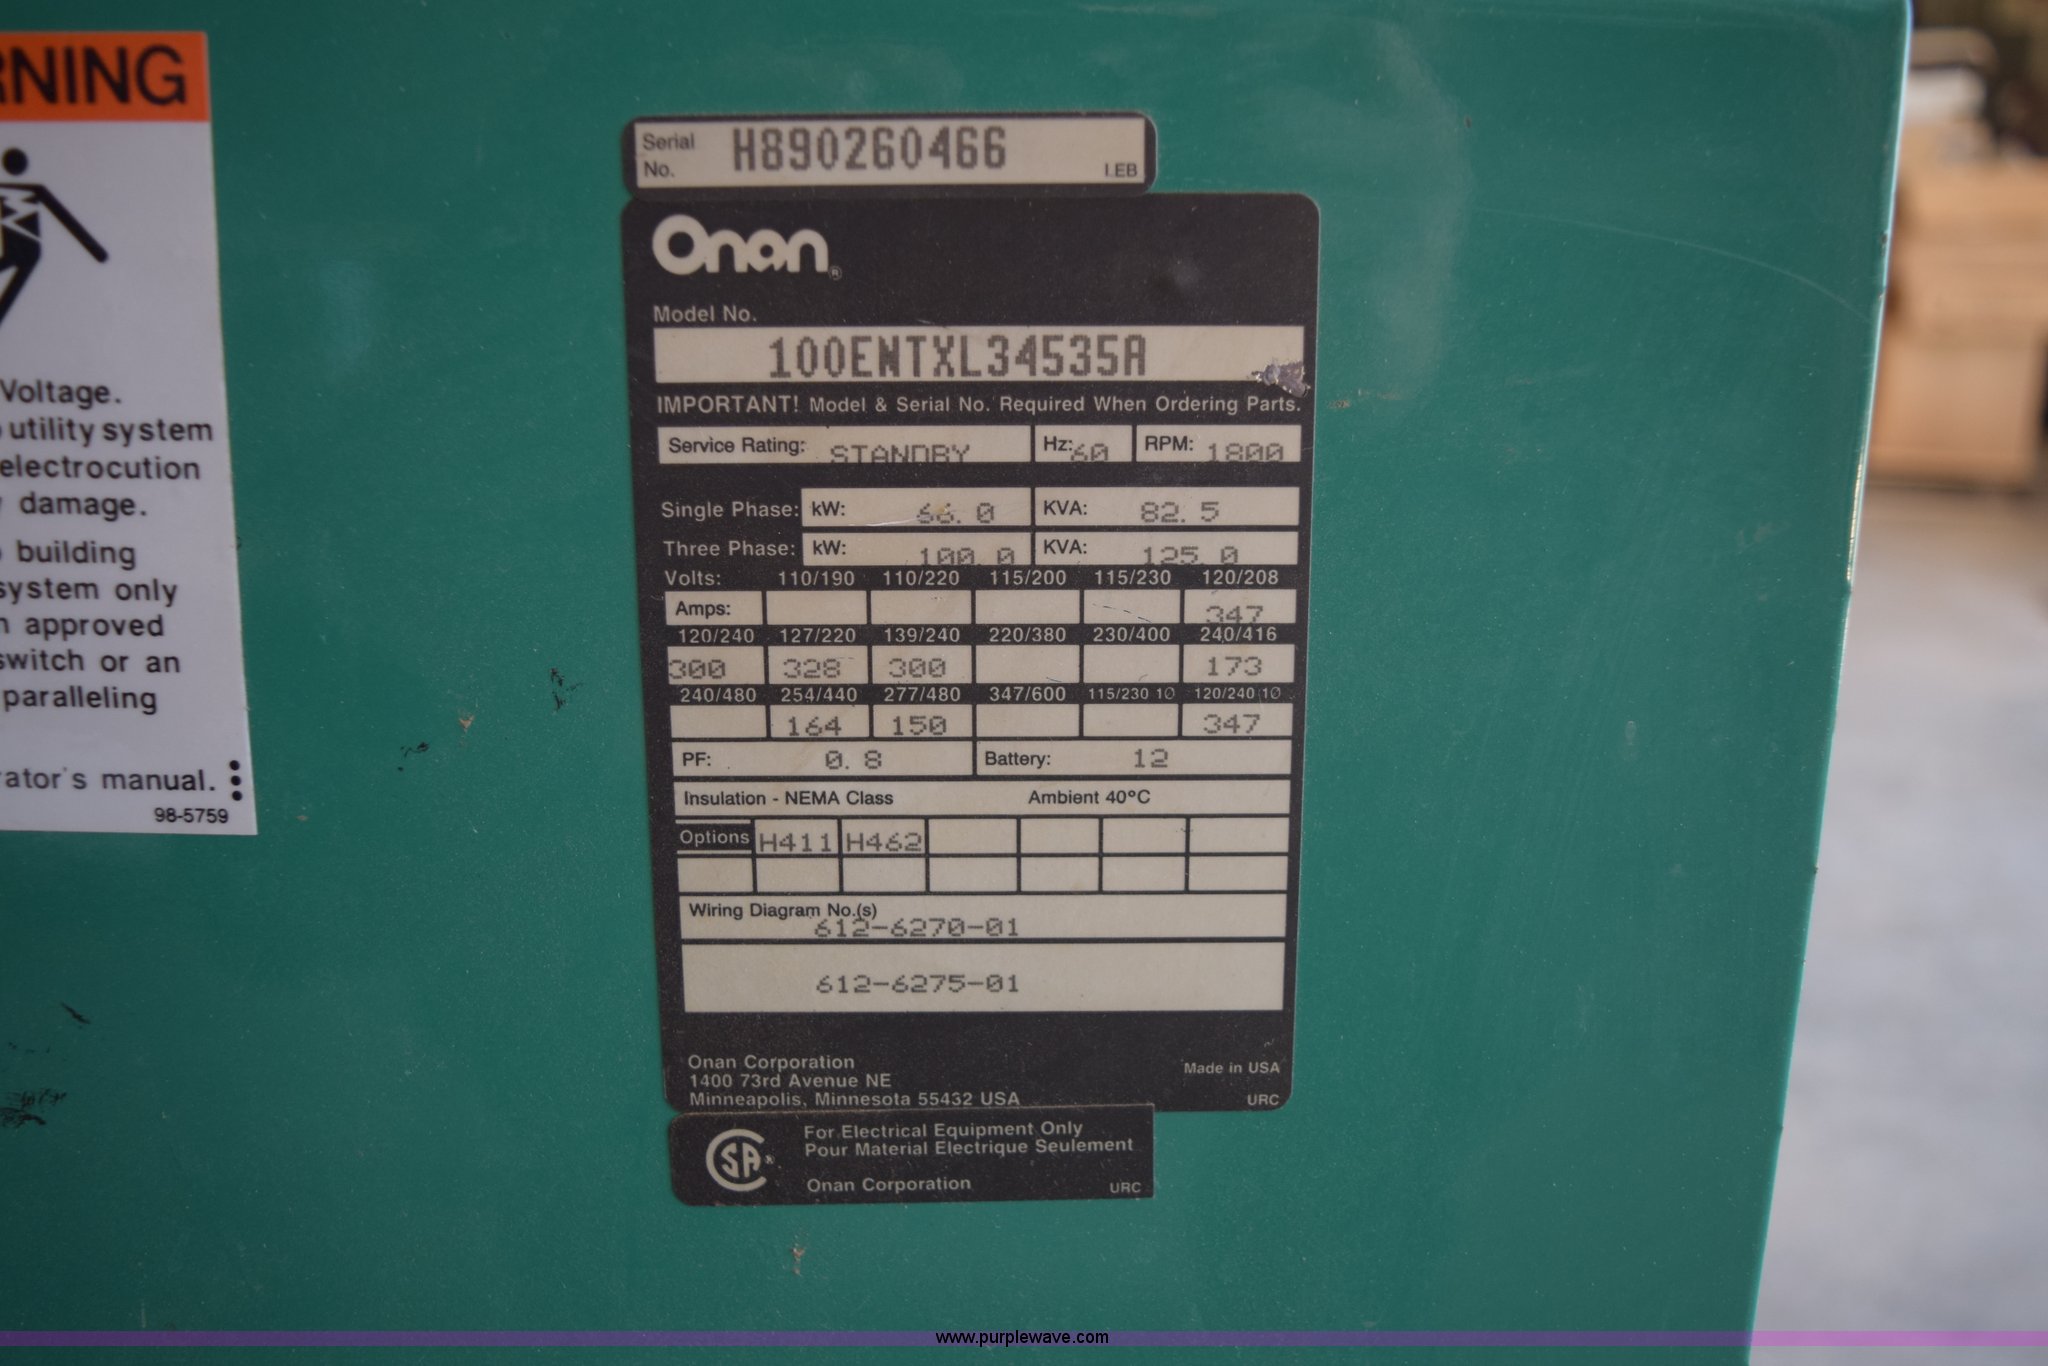 RNING
Voltage.
utility system
electrocution
damage.
building
system only
approved
switch or an
paralleling
rator's manual.
98-5759
Serial No. H890260466 LEB
Onan®
Model No.
100ENTXL34535A
IMPORTANT! Model & Serial No. Required When Ordering Parts.
Service Rating: STANDBY Hz: 60 RPM: 1800
Single Phase: kW: 66.0 KVA: 82.5
Three Phase: kW: 100.0 KVA: 125.0
Volts: 110/190 110/220 115/200 115/230 120/208
Amps: 347
120/240 127/220 139/240 220/380 230/400 240/416
300 328 300 173
240/480 254/440 277/480 347/600 115/230 1∅ 120/240 1∅
164 150 347
PF: 0.8 Battery: 12
Insulation - NEMA Class Ambient 40°C
Options H411 H462
Wiring Diagram No.(s)
612-6270-01
612-6275-01
Onan Corporation
1400 73rd Avenue NE Made in USA
Minneapolis, Minnesota 55432 USA URC
CSA®
For Electrical Equipment Only
Pour Material Electrique Seulement
Onan Corporation URC
www.purplewave.com